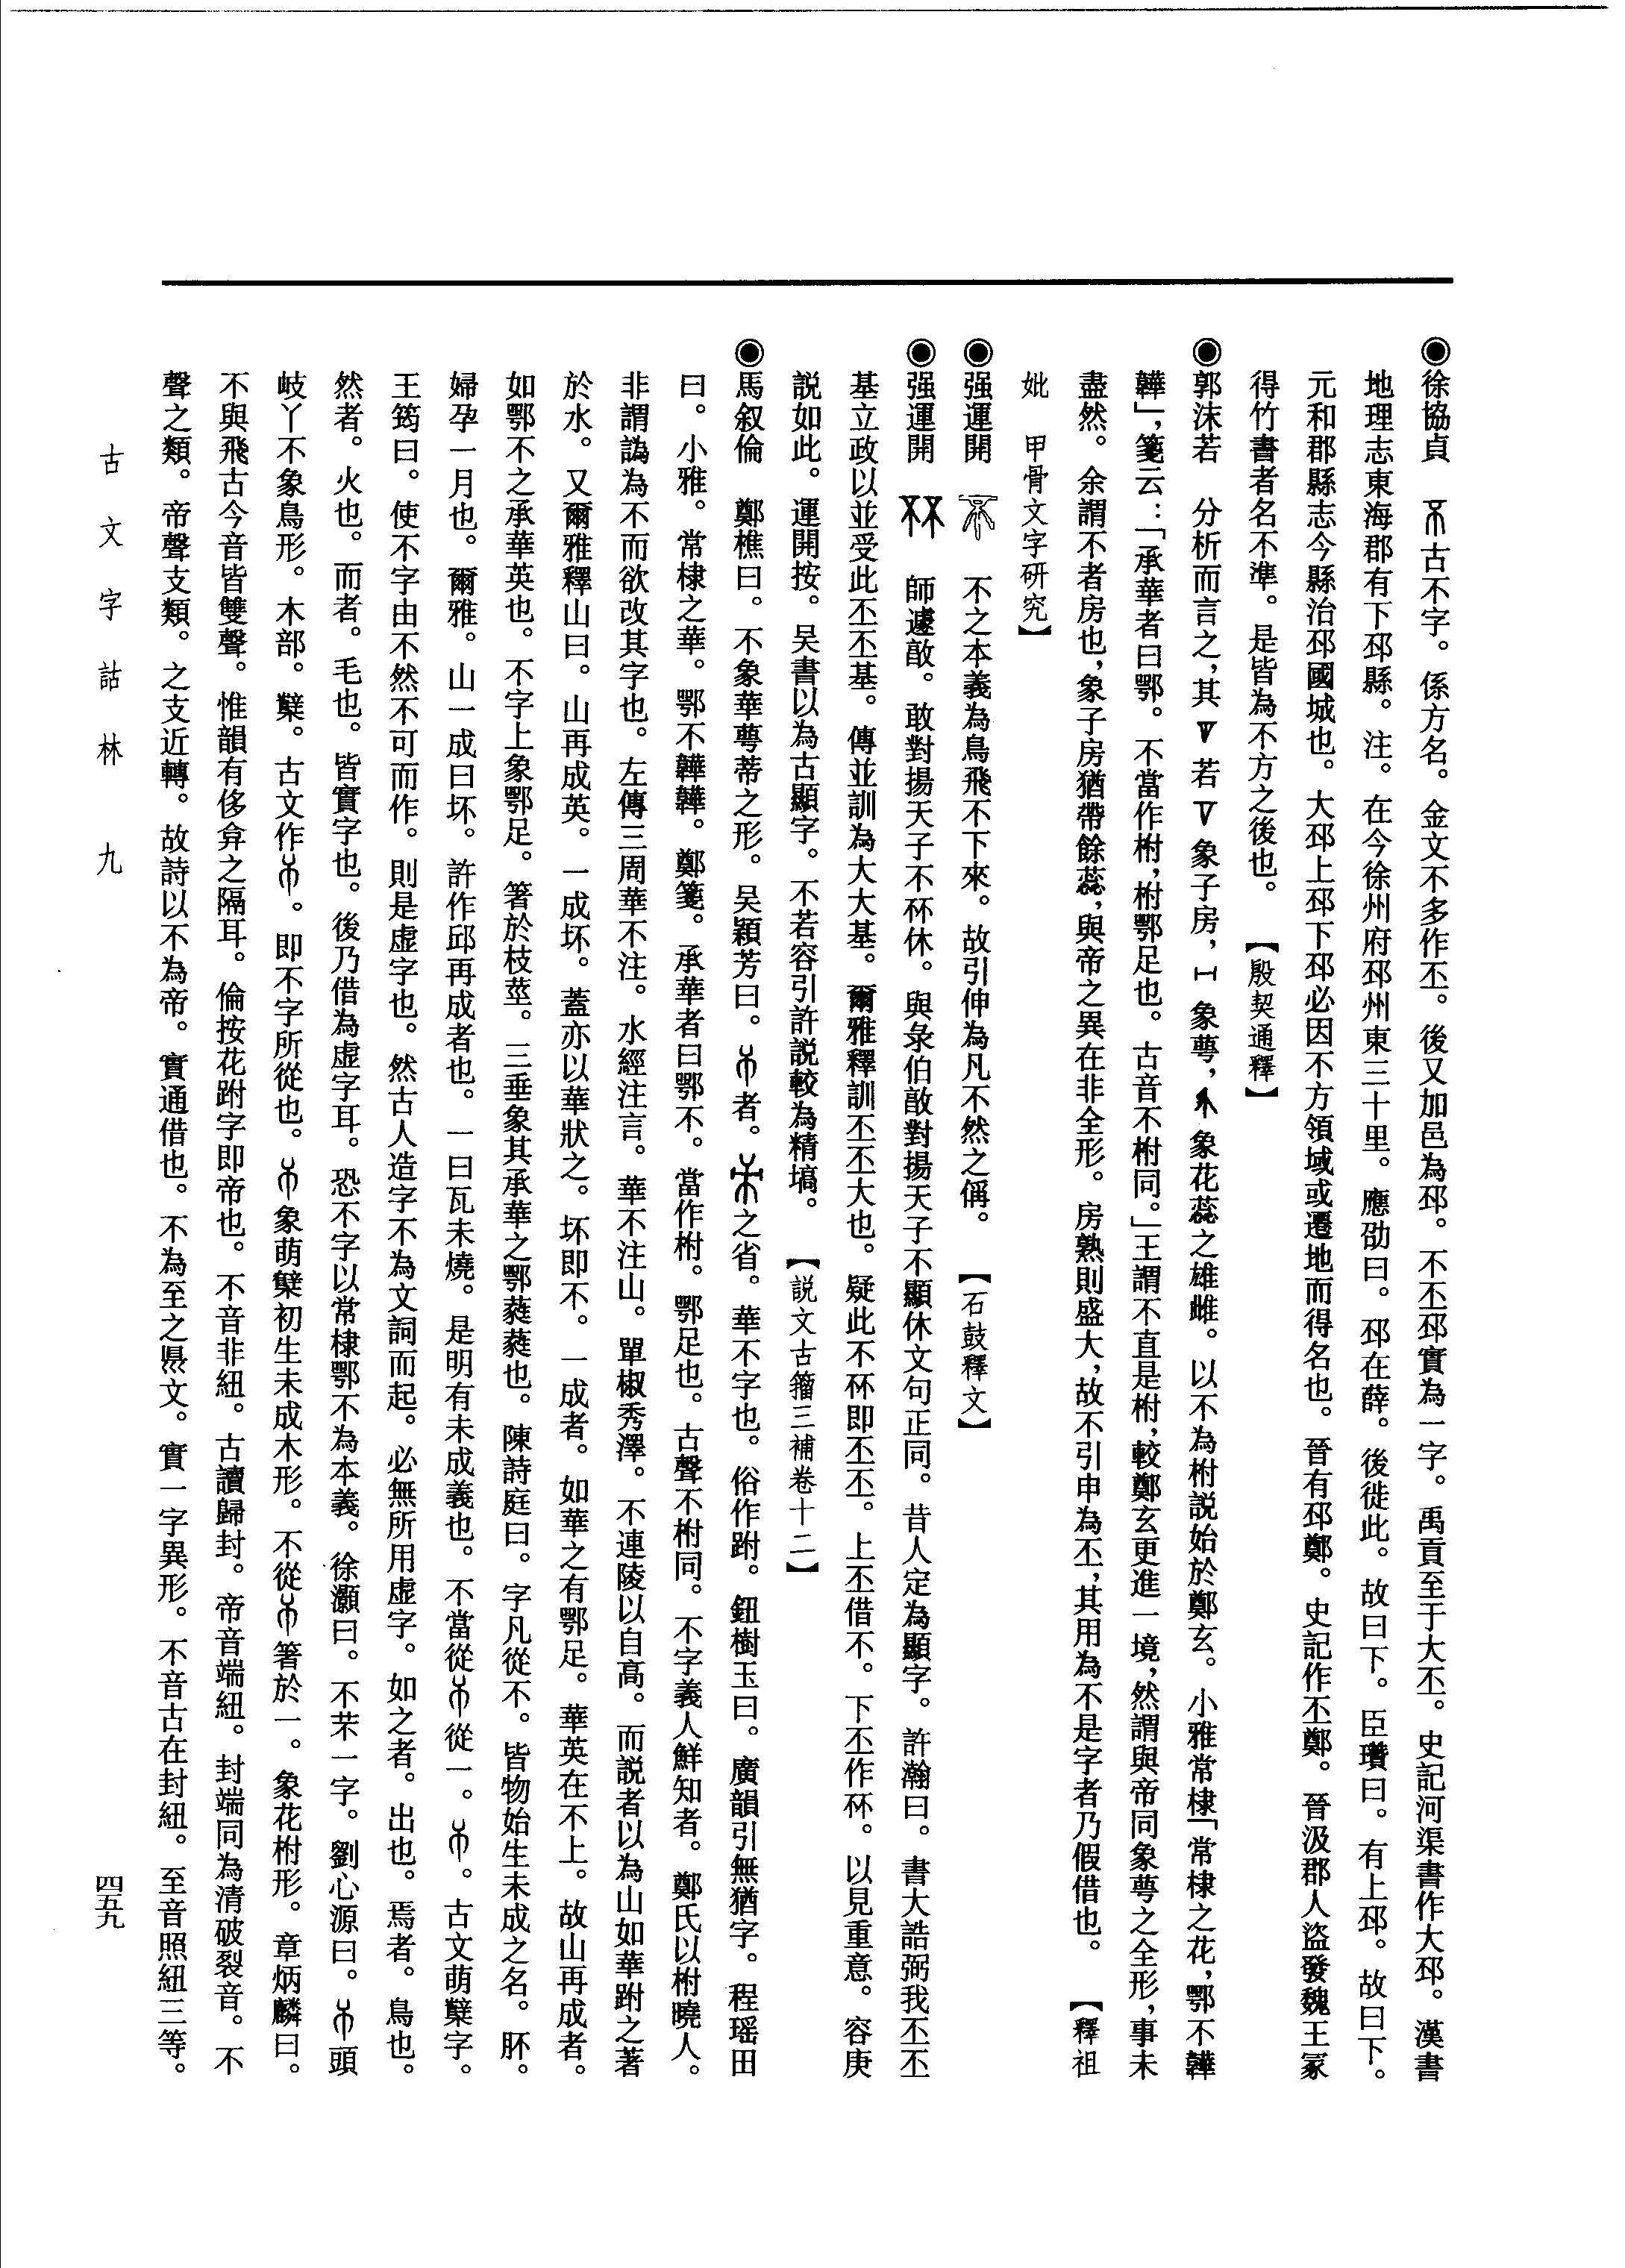 ◉徐協貞　古不字。係方名。金文不多作丕。後又加邑為邳。不丕邳實為一字。禹貢至于大丕。史記河渠書作大邳。漢書
地理志東海郡有下邳縣。注。在今徐州府邳州東三十里。應劭曰。邳在薛。後徙此。故曰下。臣瓚曰。有上邳。故曰下。
元和郡縣志今縣治邳國城也。大邳上邳下邳必因不方領域或遷地而得名也。晉有邳鄭。史記作丕鄭。晉汲郡人盜發魏王冢
得竹書者名不準。是皆為不方之後也。【殷契通釋】
◉郭沫若　分析而言之，其若象子房，象萼，象花蕊之雄雌。以不為柎説始於鄭玄。小雅常棣「常棣之花，鄂不韡
韡」，箋云：「承華者曰鄂。不當作柎，柎鄂足也。古音不柎同。」王謂不直是柎，較鄭玄更進一境，然謂與帝同象萼之全形，事未
盡然。余謂不者房也，象子房猶帶餘蕊，與帝之異在非全形。房熟則盛大，故不引申為丕，其用為不是字者乃假借也。【釋祖
妣　甲骨文字研究】
◉强運開　不之本義為鳥飛不下來。故引伸為凡不然之偁。【石鼓釋文】
◉强運開　師遽敔。敢對揚天子不㔻休。與彔伯敔對揚天子不顯休文句正同。昔人定為顯字。許瀚曰。書大誥弼我丕丕
基立政以並受此丕丕基。傳並訓為大大基。爾雅釋訓丕丕大也。疑此不㔻即丕丕。上丕借不。下丕作㔻。以見重意。容庚
説如此。運開按。吴書以為古顯字。不若容引許説較為精塙。【説文古籀三補卷十二】
◉馬叙倫　鄭樵曰。不象華萼蒂之形。吴穎芳曰。者。之省。華不字也。俗作跗。鈕樹玉曰。廣韻引無猶字。程瑶田
曰。小雅。常棣之華。鄂不韡韡。鄭箋。承華者曰鄂不。當作柎。鄂足也。古聲不柎同。不字義人鮮知者。鄭氏以柎曉人。
非謂譌為不而欲改其字也。左傳三周華不注。水經注言。華不注山。單椒秀澤。不連陵以自高。而説者以為山如華跗之著
於水。又爾雅釋山曰。山再成英。一成坏。蓋亦以華狀之。坏即不。一成者。如華之有鄂足。華英在不上。故山再成者。
如鄂不之承華英也。不字上象鄂足。箸於枝莖。三垂象其承華之鄂蕤蕤也。陳詩庭曰。字凡從不。皆物始生未成之名。肧。
婦孕一月也。爾雅。山一成曰坏。許作邱再成者也。一曰瓦未燒。是明有未成義也。不當從從一。。古文萌櫱字。
王筠曰。使不字由不然不可而作。則是虚字也。然古人造字不為文詞而起。必無所用虚字。如之者。出也。焉者。鳥也。
然者。火也。而者。毛也。皆實字也。後乃借為虚字耳。恐不字以常棣鄂不為本義。徐灝曰。不芣一字。劉心源曰。頭
岐丫不象鳥形。木部。櫱。古文作。即不字所從也。象萌櫱初生未成木形。不從箸於一。象花柎形。章炳麟曰。
不與飛古今音皆雙聲。惟韻有侈弇之隔耳。倫按花跗字即帝也。不音非紐。古讀歸封。帝音端紐。封端同為清破裂音。不
聲之類。帝聲支類。之支近轉。故詩以不為帝。實通借也。不為至之文。實一字異形。不音古在封紐。至音照紐三等。
古文字詁林　九
四五九